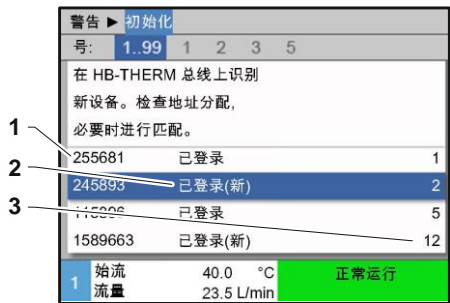 警告 ▶ 初始化
号: 1..99 1 2 3 5
在 HB-THERM 总线上识别
新设备。检查地址分配,
必要时进行匹配。
1
255681 已登录 1
2
245893 已登录(新) 2
3
已登录 5
1589663 已登录(新) 12
1 始流 40.0 °C 正常运行
流量 23.5 L/min